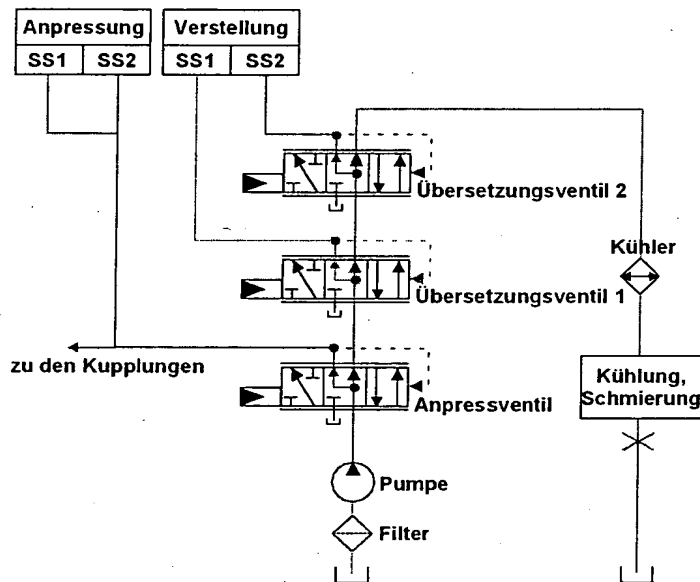 Anpressung Verstellung
SS1 SS2 SS1 SS2
Übersetzungsventil 2
Kühler
Übersetzungsventil 1
zu den Kupplungen
Kühlung,
Schmierung
Anpressventil
Pumpe
Filter